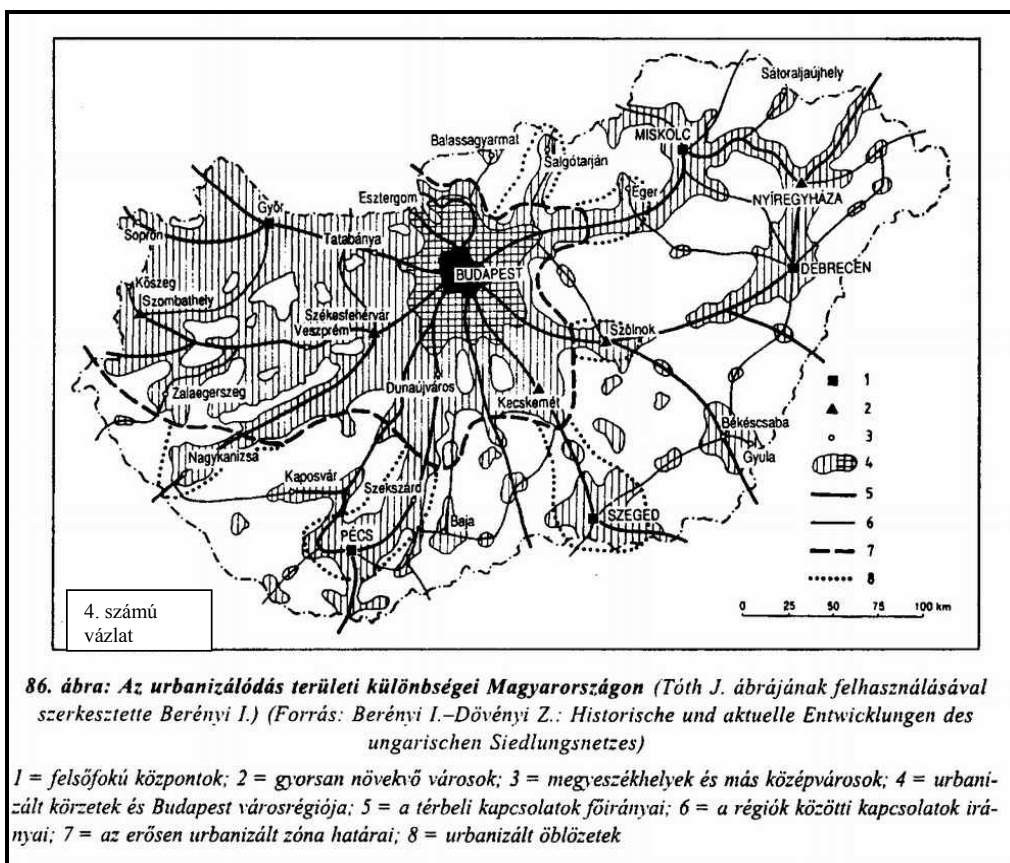 Sátoraljaújhely
MISKOLC
Balassagyarmat
Salgótarján
NYÍREGYHÁZA
Eger
Esztergom
Győr
Sopron
Tatabánya
BUDAPEST
DEBRECEN
Kőszeg
Szombathely
Székesfehérvár
Veszprém
Szolnok
Zalaegerszeg
Dunaújváros
Kecskemét
Békéscsaba
Gyula
Nagykanizsa
Kaposvár
Szekszárd
Baja
SZEGED
PÉCS
1
2
3
4
5
6
7
8
0 25 50 75 100 km
4. számú
vázlat
86. ábra: Az urbanizálódás területi különbségei Magyarországon (Tóth J. ábrájának felhasználásával
szerkesztette Berényi I.) (Forrás: Berényi I.–Dövényi Z.: Historische und aktuelle Entwicklungen des
ungarischen Siedlungsnetzes)
1 = felsőfokú központok; 2 = gyorsan növekvő városok; 3 = megyeszékhelyek és más középvárosok; 4 = urbani-
zált körzetek és Budapest városrégiója; 5 = a térbeli kapcsolatok főirányai; 6 = a régiók közötti kapcsolatok irá-
nyai; 7 = az erősen urbanizált zóna határai; 8 = urbanizált öblözetek